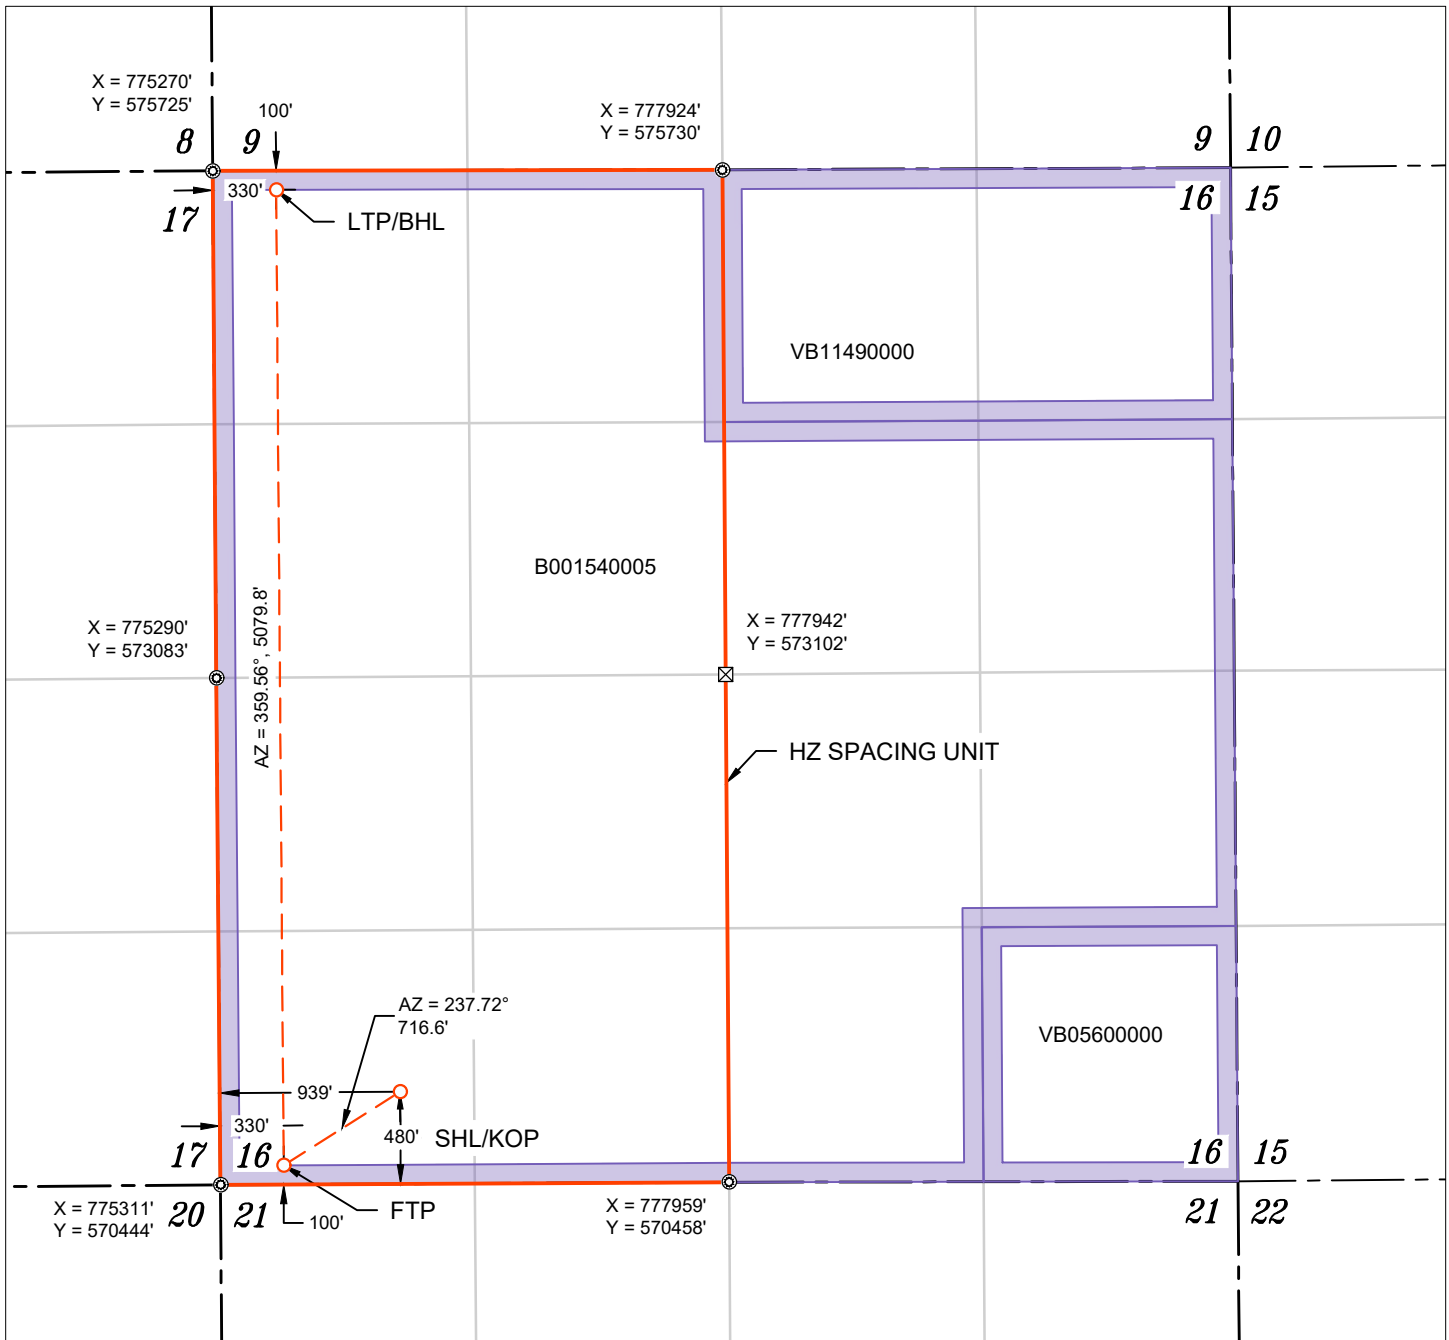 X = 775270'
Y = 575725'
100'
X = 777924'
Y = 575730'
8
9
9
10
330'
17
LTP/BHL
16
15
VB11490000
B001540005
AZ = 359.56°, 5079.8'
X = 775290'
Y = 573083'
X = 777942'
Y = 573102'
HZ SPACING UNIT
AZ = 237.72°
716.6'
VB05600000
939'
330'
480'
SHL/KOP
17
16
16
15
X = 775311'
Y = 570444'
20
21
100'
FTP
X = 777959'
Y = 570458'
21
22